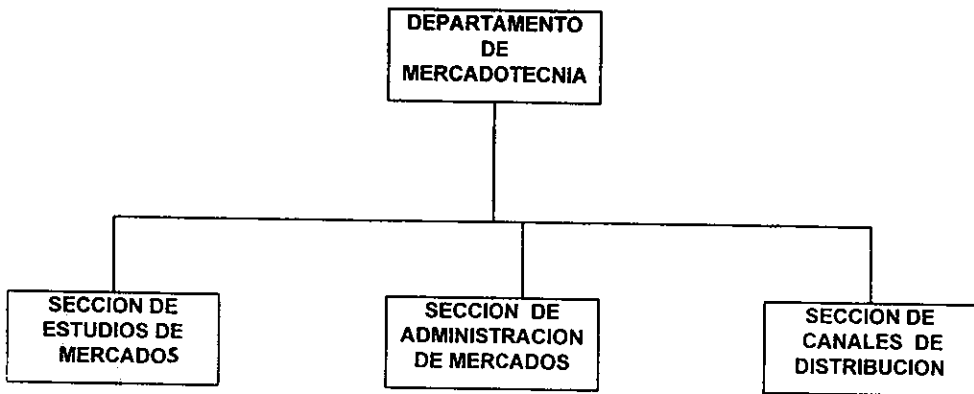 DEPARTAMENTO
DE
MERCADOTECNIA
SECCION DE
ESTUDIOS DE
MERCADOS
SECCION DE
ADMINISTRACION
DE MERCADOS
SECCION DE
CANALES DE
DISTRIBUCION